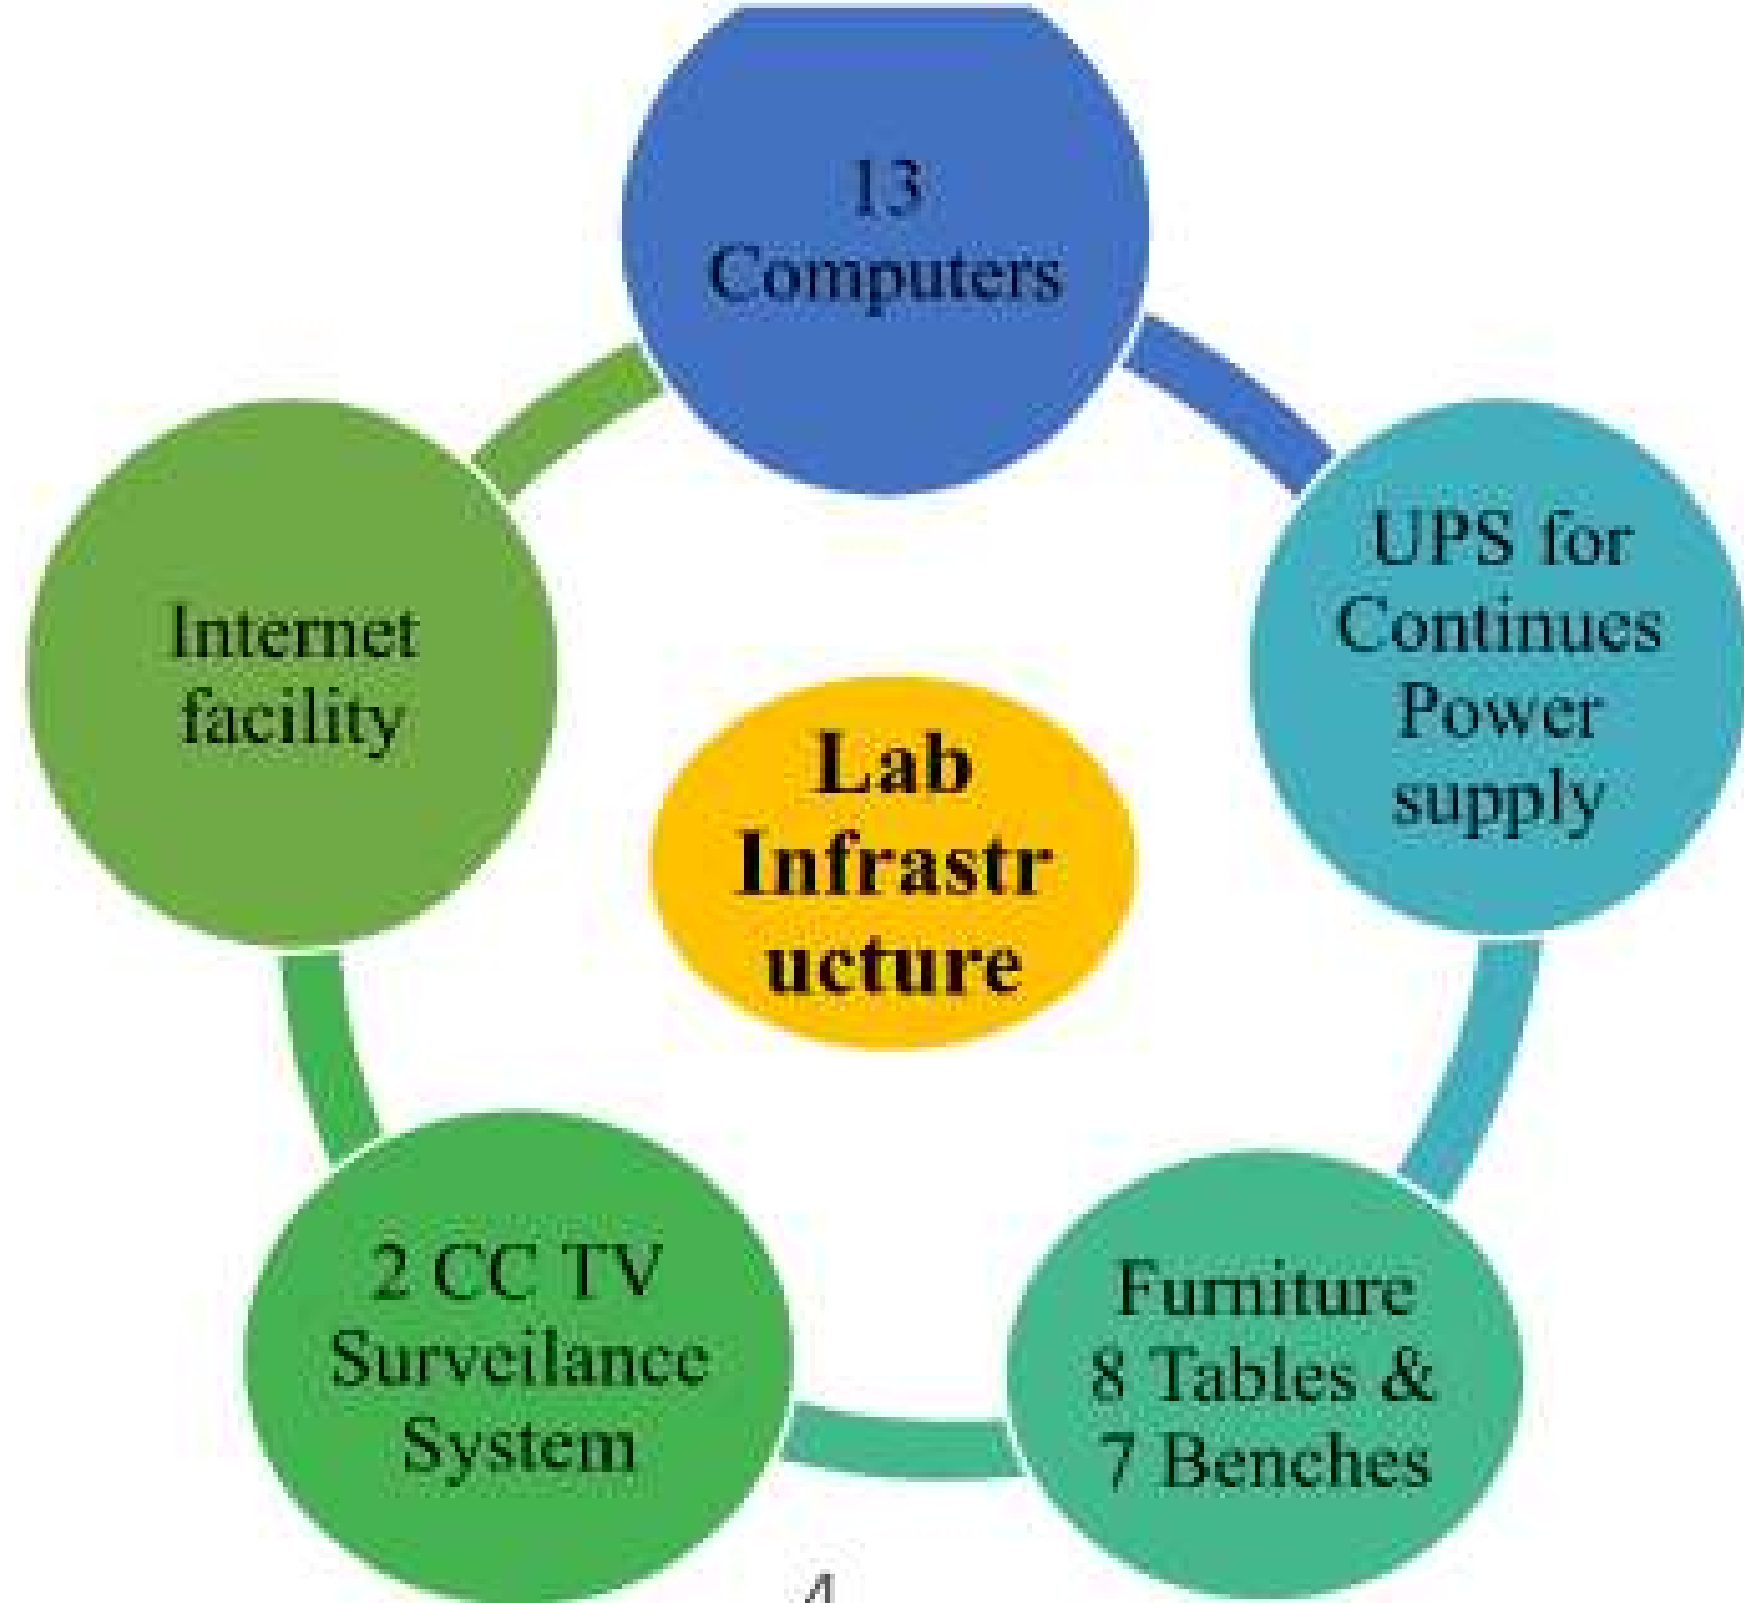 13
Computers
UPS for
Continues
Power
supply
Furniture
8 Tables &
7 Benches
2 CC TV
Surveilance
System
Internet
facility
Lab
Infrastr
ucture